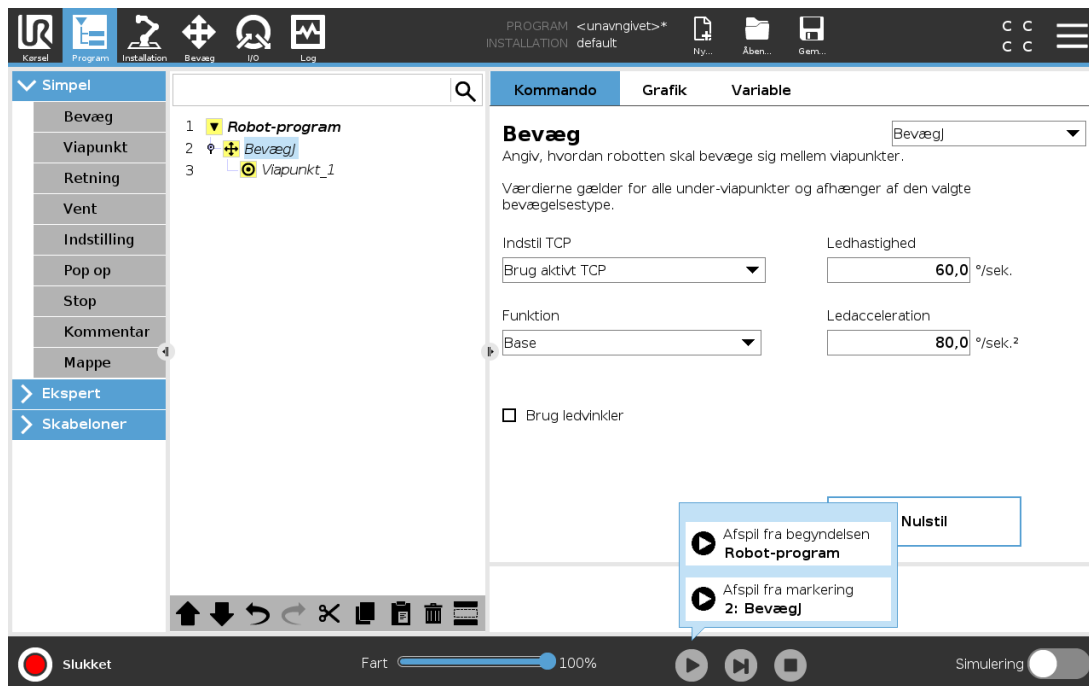 UR
PROGRAM <unavngivet>*
INSTALLATION default
C C
C C
Kørsel Program Installation Bevæg I/O Log
Ny... Åben... Gem...
Simpel
Bevæg
Viapunkt
Retning
Vent
Indstilling
Pop op
Stop
Kommentar
Mappe
Ekspert
Skabeloner
1 Robot-program
2 BevægJ
3 Viapunkt_1
Kommando Grafik Variable
Bevæg
BevægJ
Angiv, hvordan robotten skal bevæge sig mellem viapunkter.
Værdierne gælder for alle under-viapunkter og afhænger af den valgte
bevægelsestype.
Indstil TCP
Ledhastighed
Brug aktivt TCP
60,0 °/sek.
Funktion
Ledacceleration
Base
80,0 °/sek.²
Brug ledvinkler
Nulstil
Afspil fra begyndelsen
Robot-program
Afspil fra markering
2: BevægJ
Slukket
Fart 100%
Simulering